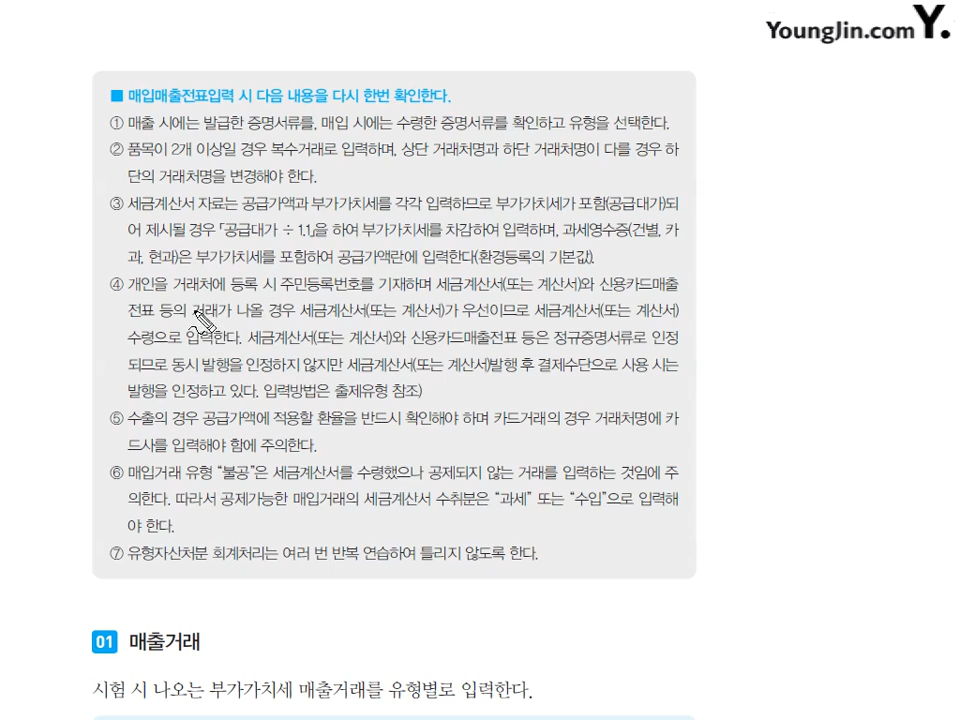 YoungJin.com Y.
■ 매입매출전표입력 시 다음 내용을 다시 한번 확인한다.
① 매출 시에는 발급한 증명서류를, 매입 시에는 수령한 증명서류를 확인하고 유형을 선택한다.
② 품목이 2개 이상일 경우 복수거래로 입력하며, 상단 거래처명과 하단 거래처명이 다를 경우 하
단의 거래처명을 변경해야 한다.
③ 세금계산서 자료는 공급가액과 부가가치세를 각각 입력하므로 부가가치세가 포함(공급대가)되
어 제시될 경우 「공급대가 ÷ 1.1」을 하여 부가가치세를 차감하여 입력하며, 과세영수증(건별, 카
과, 현과)은 부가가치세를 포함하여 공급가액란에 입력한다(환경등록의 기본값).
④ 개인을 거래처에 등록 시 주민등록번호를 기재하며 세금계산서(또는 계산서)와 신용카드매출
전표 등의 거래가 나올 경우 세금계산서(또는 계산서)가 우선이므로 세금계산서(또는 계산서)
수령으로 입력한다. 세금계산서(또는 계산서)와 신용카드매출전표 등은 정규증명서류로 인정
되므로 동시 발행을 인정하지 않지만 세금계산서(또는 계산서)발행 후 결제수단으로 사용 시는
발행을 인정하고 있다. 입력방법은 출제유형 참조)
⑤ 수출의 경우 공급가액에 적용할 환율을 반드시 확인해야 하며 카드거래의 경우 거래처명에 카
드사를 입력해야 함에 주의한다.
⑥ 매입거래 유형 “불공”은 세금계산서를 수령했으나 공제되지 않는 거래를 입력하는 것임에 주
의한다. 따라서 공제가능한 매입거래의 세금계산서 수취분은 “과세” 또는 “수입”으로 입력해
야 한다.
⑦ 유형자산처분 회계처리는 여러 번 반복 연습하여 틀리지 않도록 한다.
01 매출거래
시험 시 나오는 부가가치세 매출거래를 유형별로 입력한다.